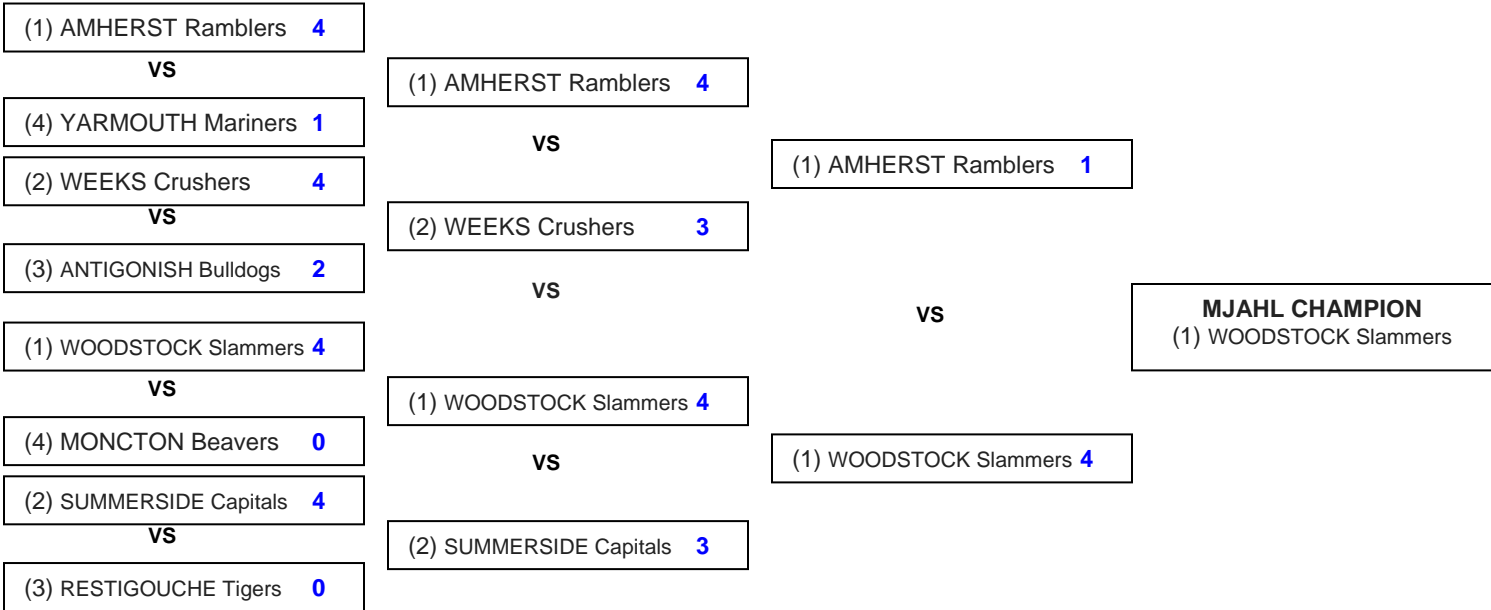 (1) AMHERST Ramblers 4
VS
(4) YARMOUTH Mariners 1
(2) WEEKS Crushers 4
VS
(3) ANTIGONISH Bulldogs 2
(1) WOODSTOCK Slammers 4
VS
(4) MONCTON Beavers 0
(2) SUMMERSIDE Capitals 4
VS
(3) RESTIGOUCHE Tigers 0
(1) AMHERST Ramblers 4
VS
(2) WEEKS Crushers 3
VS
(1) WOODSTOCK Slammers 4
VS
(2) SUMMERSIDE Capitals 3
(1) AMHERST Ramblers 1
VS
(1) WOODSTOCK Slammers 4
MJAHL CHAMPION
(1) WOODSTOCK Slammers